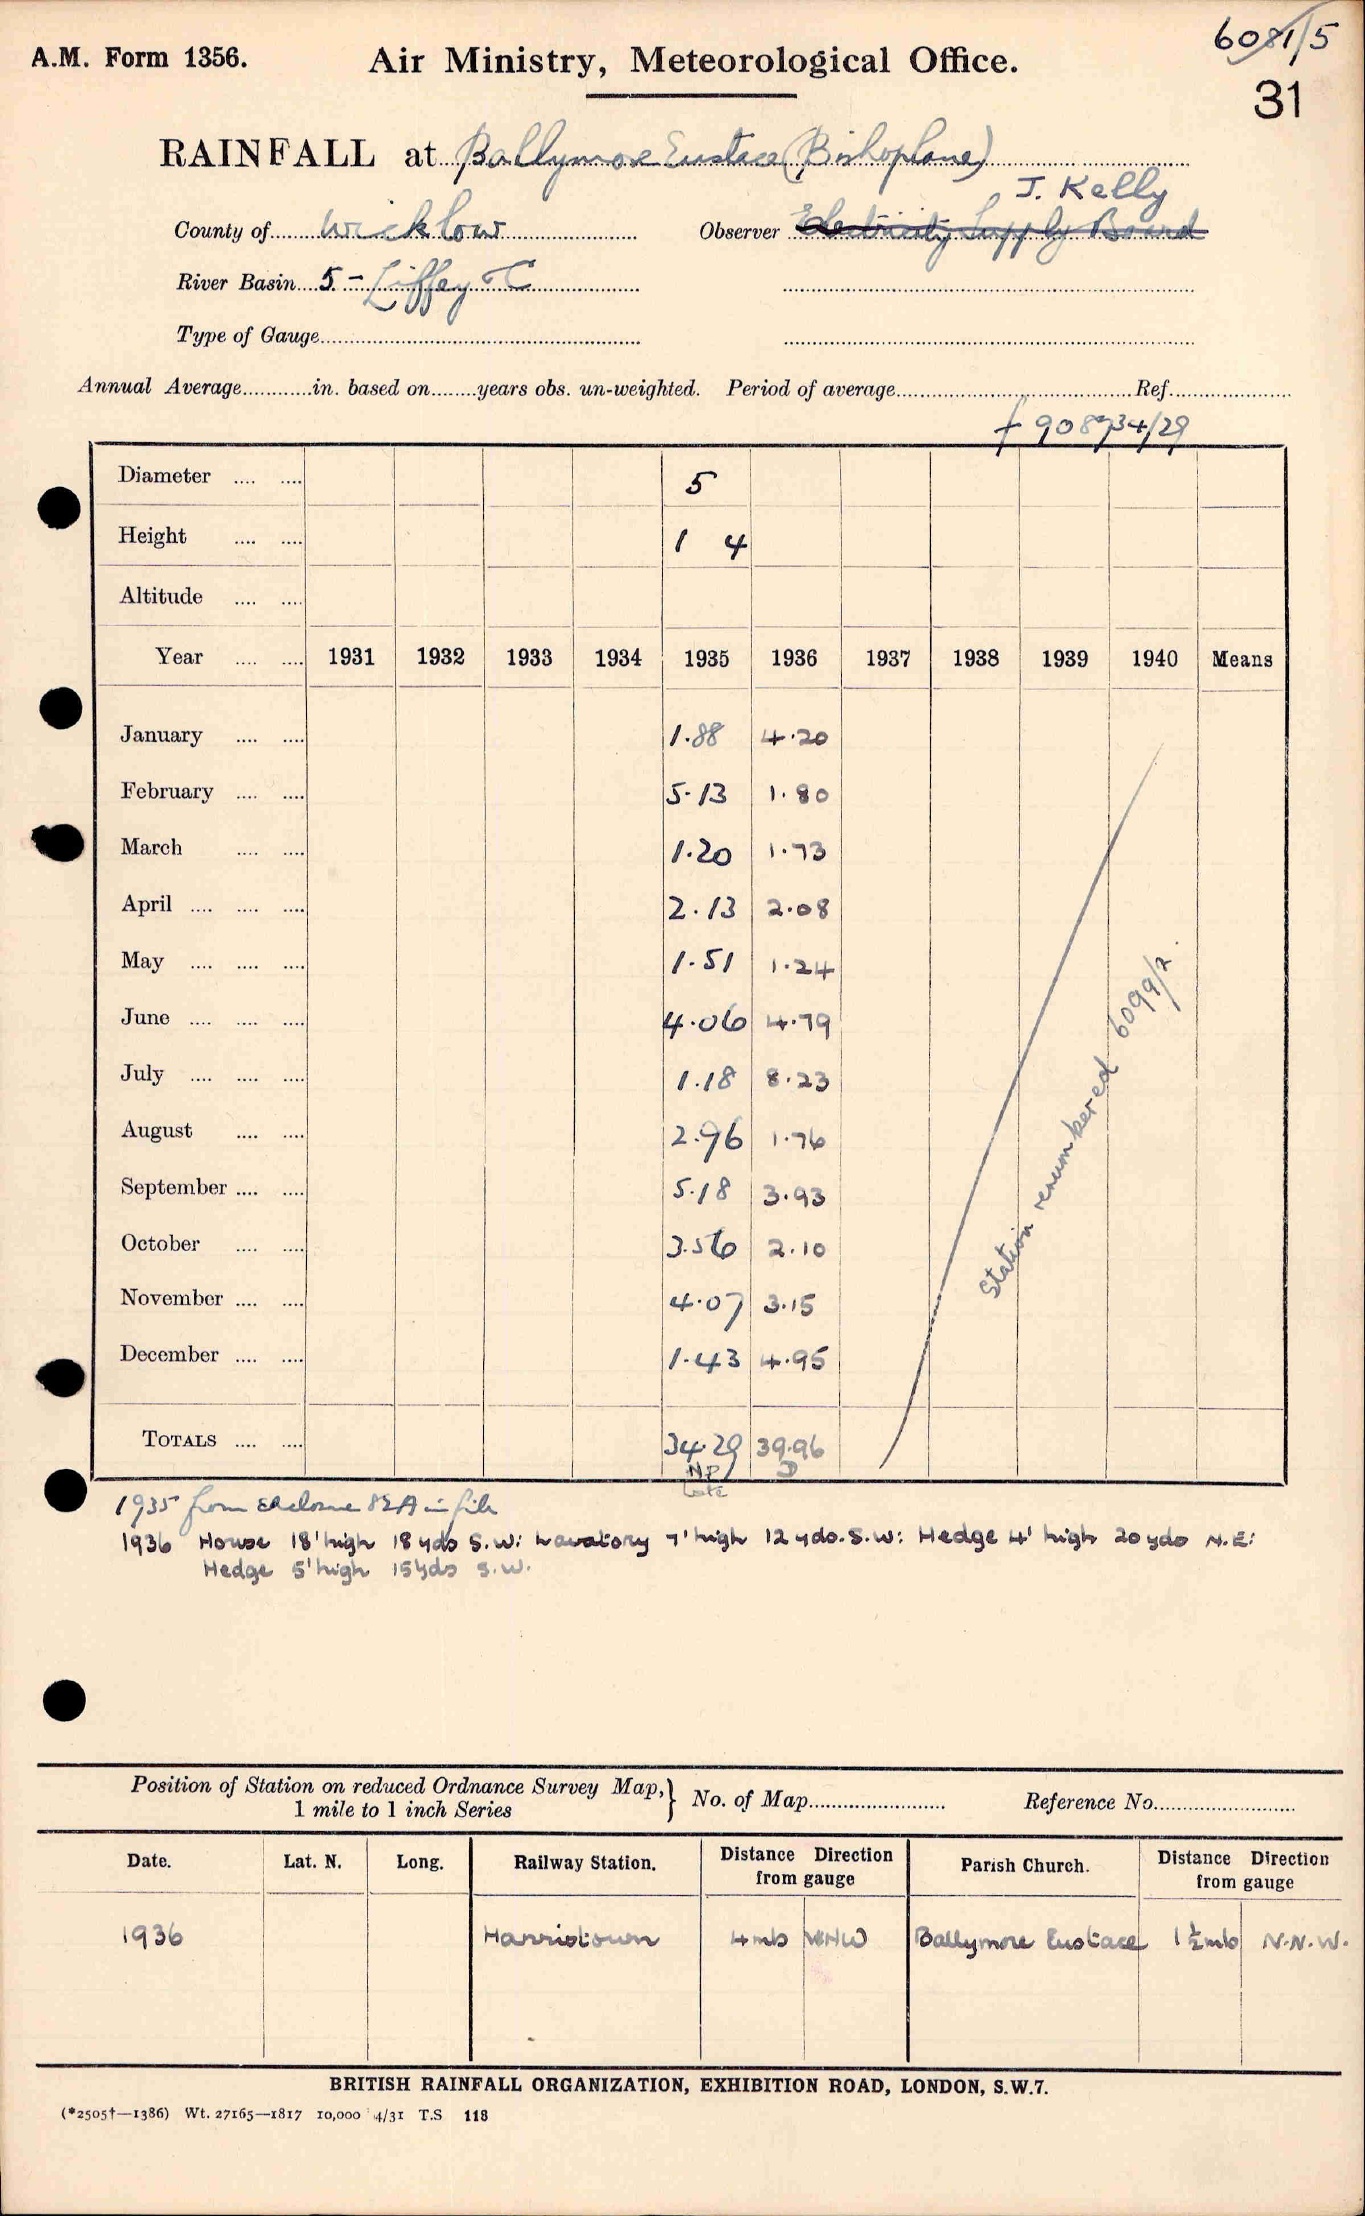 6081/5
A.M. Form 1356.
Air Ministry, Meteorological Office.
31
RAINFALL at Ballymore Eustace (Bishoplane)
J. Kelly
County of Wicklow Observer Electricity Supply Board
River Basin 5- Liffey C
Type of Gauge
Annual Average in. based on years obs. un-weighted. Period of average Ref.
f 908734/29
Diameter 5
Height 1 4
Altitude
Year 1931 1932 1933 1934 1935 1936 1937 1938 1939 1940 Means
January 1.88 4.20
February 5.13 1.80
March 1.20 1.73
April 2.13 2.08
May 1.51 1.24
June 4.06 4.79
July 1.18 8.23
August 2.96 1.76
September 5.18 3.93
October 3.56 2.10
November 4.07 3.15
December 1.43 4.95
Station renumbered 6099/2.
TOTALS 34.29 39.96
NP D
Late
1935 from in file
1936 House 18' high 18 yds S.W: Lavatory 7' high 12 yds. S.W: Hedge 4' high 20 yds N.E:
Hedge 5' high 15 yds S.W.
Position of Station on reduced Ordnance Survey Map, } No. of Map Reference No.
1 mile to 1 inch Series
Date. Lat. N. Long. Railway Station. Distance Direction from gauge Parish Church. Distance Direction from gauge
1936 Harristown 4 mls WNW Ballymore Eustace 1½ mls N.N.W.
BRITISH RAINFALL ORGANIZATION, EXHIBITION ROAD, LONDON, S.W.7.
(*2505†—1386) Wt. 27165—1817 10,000 4/31 T.S 118